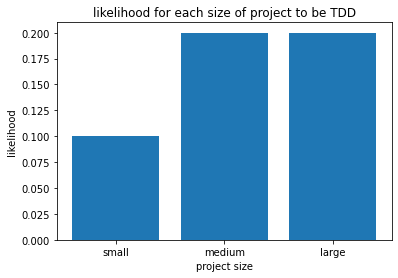 likelihood for each size of project to be TDD
0.200
0.175
0.150
0.125
0.100
0.075
0.050
0.025
0.000
likelihood
small medium large
project size